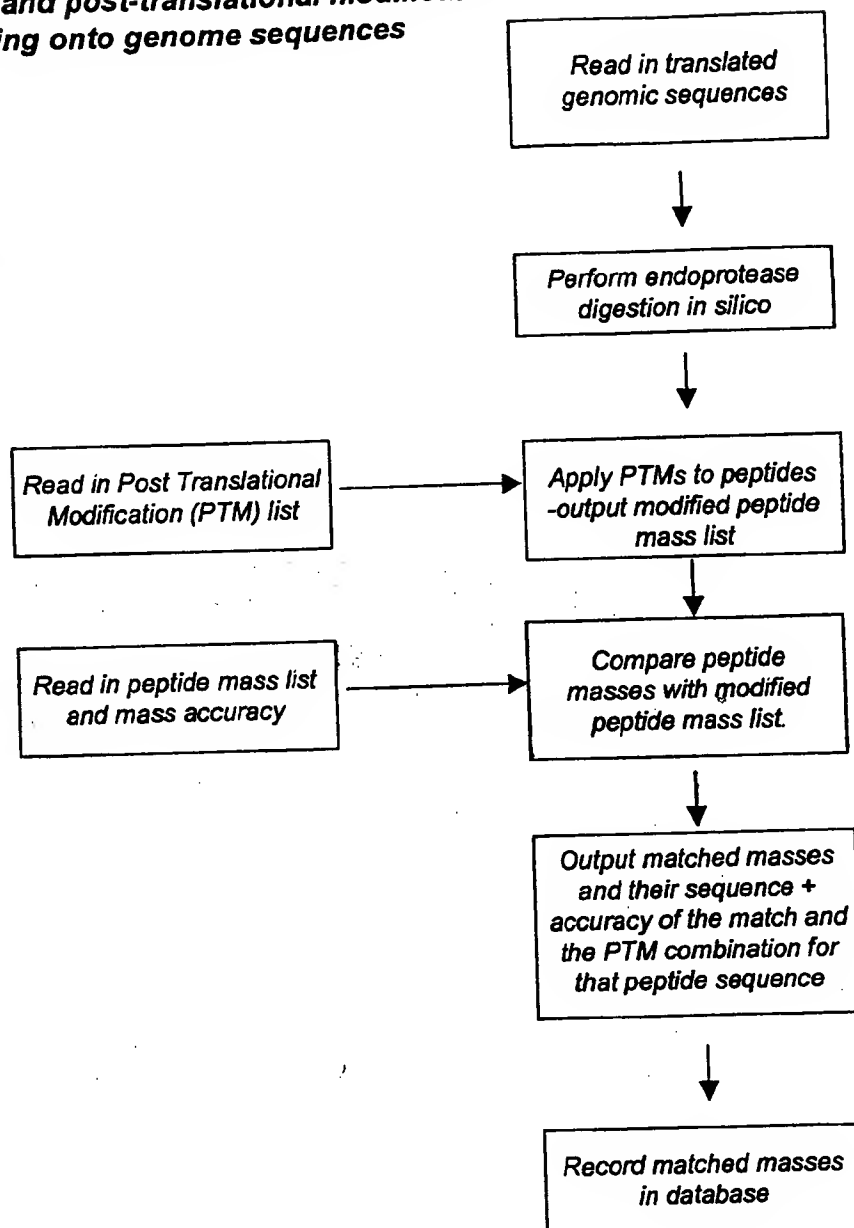 and post-translational
onto genome sequences
Read in translated
genomic sequences
Perform endoprotease
digestion in silico
Read in Post Translational
Modification (PTM) list
Apply PTMs to peptides
-output modified peptide
mass list
Read in peptide mass list
and mass accuracy
Compare peptide
masses with modified
peptide mass list.
Output matched masses
and their sequence +
accuracy of the match and
the PTM combination for
that peptide sequence
Record matched masses
in database